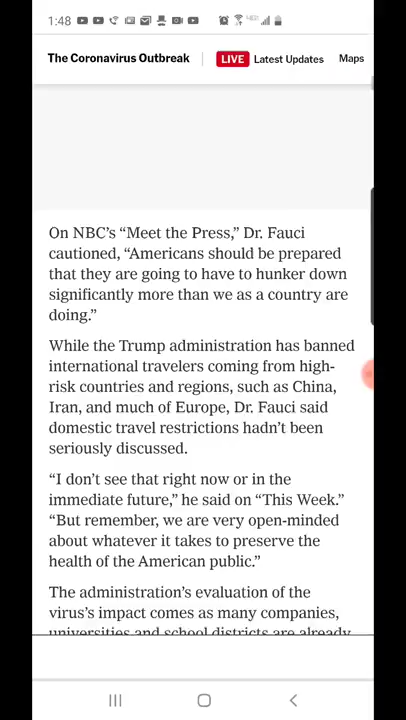 1:48
The Coronavirus Outbreak
LIVE Latest Updates Maps
On NBC's “Meet the Press,” Dr. Fauci
cautioned, “Americans should be prepared
that they are going to have to hunker down
significantly more than we as a country are
doing.”
While the Trump administration has banned
international travelers coming from high-
risk countries and regions, such as China,
Iran, and much of Europe, Dr. Fauci said
domestic travel restrictions hadn't been
seriously discussed.
“I don't see that right now or in the
immediate future,” he said on “This Week.”
“But remember, we are very open-minded
about whatever it takes to preserve the
health of the American public.”
The administration's evaluation of the
virus's impact comes as many companies,
universities and school districts are already